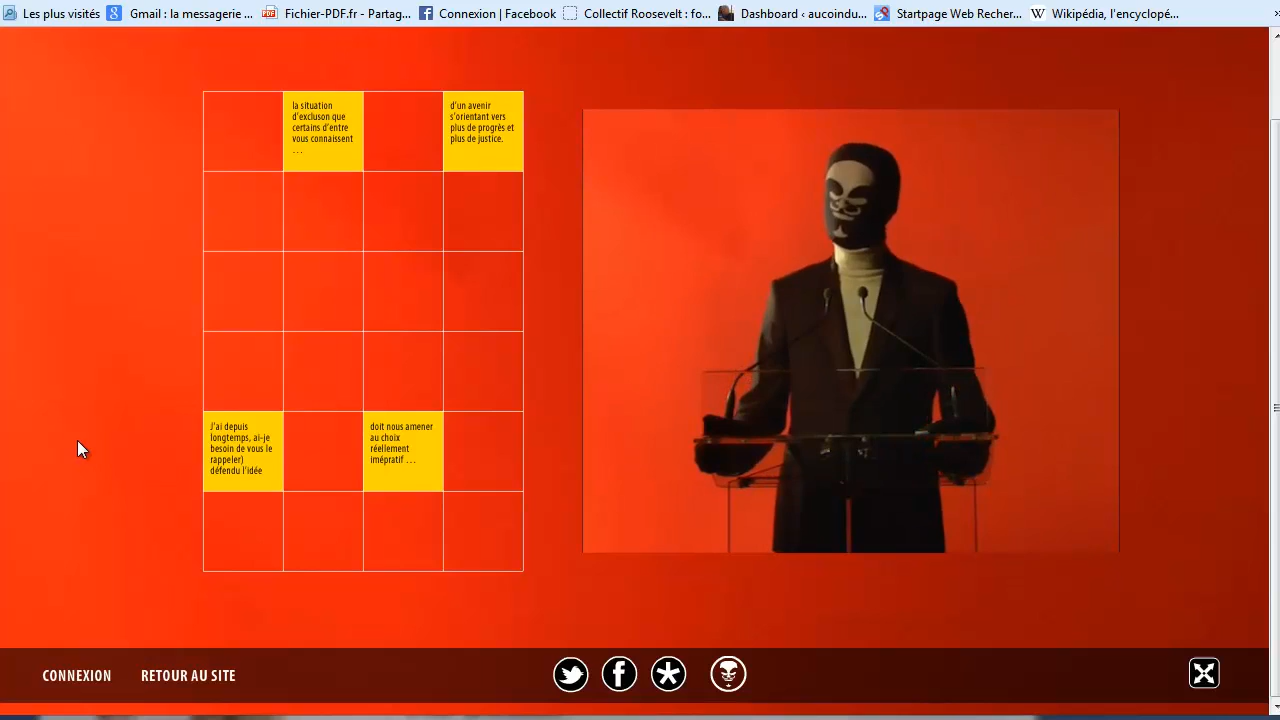 Les plus visités Gmail : la messagerie ... Fichier-PDF.fr - Partag... Connexion | Facebook Collectif Roosevelt : fo... Dashboard ‹ aucoindu... Startpage Web Recher... Wikipédia, l'encyclopé...
la situation
d'excluson que
certains d'entre
vous connaissent
...
d'un avenir
s'orientant vers
plus de progrès et
plus de justice.
J'ai depuis
longtemps, ai-je
besoin de vous le
rappeler)
défendu l'idée
doit nous amener
au choix
réellement
imépratif ...
CONNEXION RETOUR AU SITE